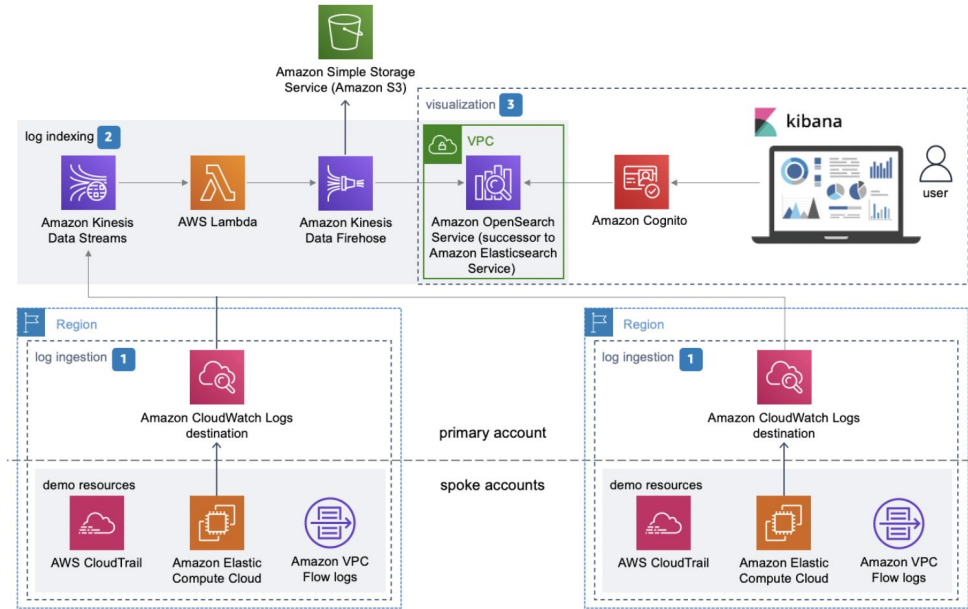 Amazon Simple Storage
Service (Amazon S3)
visualization 3
kibana
log indexing 2
VPC
user
Amazon Kinesis
Data Streams
AWS Lambda
Amazon Kinesis
Data Firehose
Amazon OpenSearch
Service (successor to
Amazon Elasticsearch
Service)
Amazon Cognito
Region
log ingestion 1
Amazon CloudWatch Logs
destination
Region
log ingestion 1
Amazon CloudWatch Logs
destination
primary account
spoke accounts
demo resources
AWS CloudTrail
Amazon Elastic
Compute Cloud
Amazon VPC
Flow logs
demo resources
AWS CloudTrail
Amazon Elastic
Compute Cloud
Amazon VPC
Flow logs